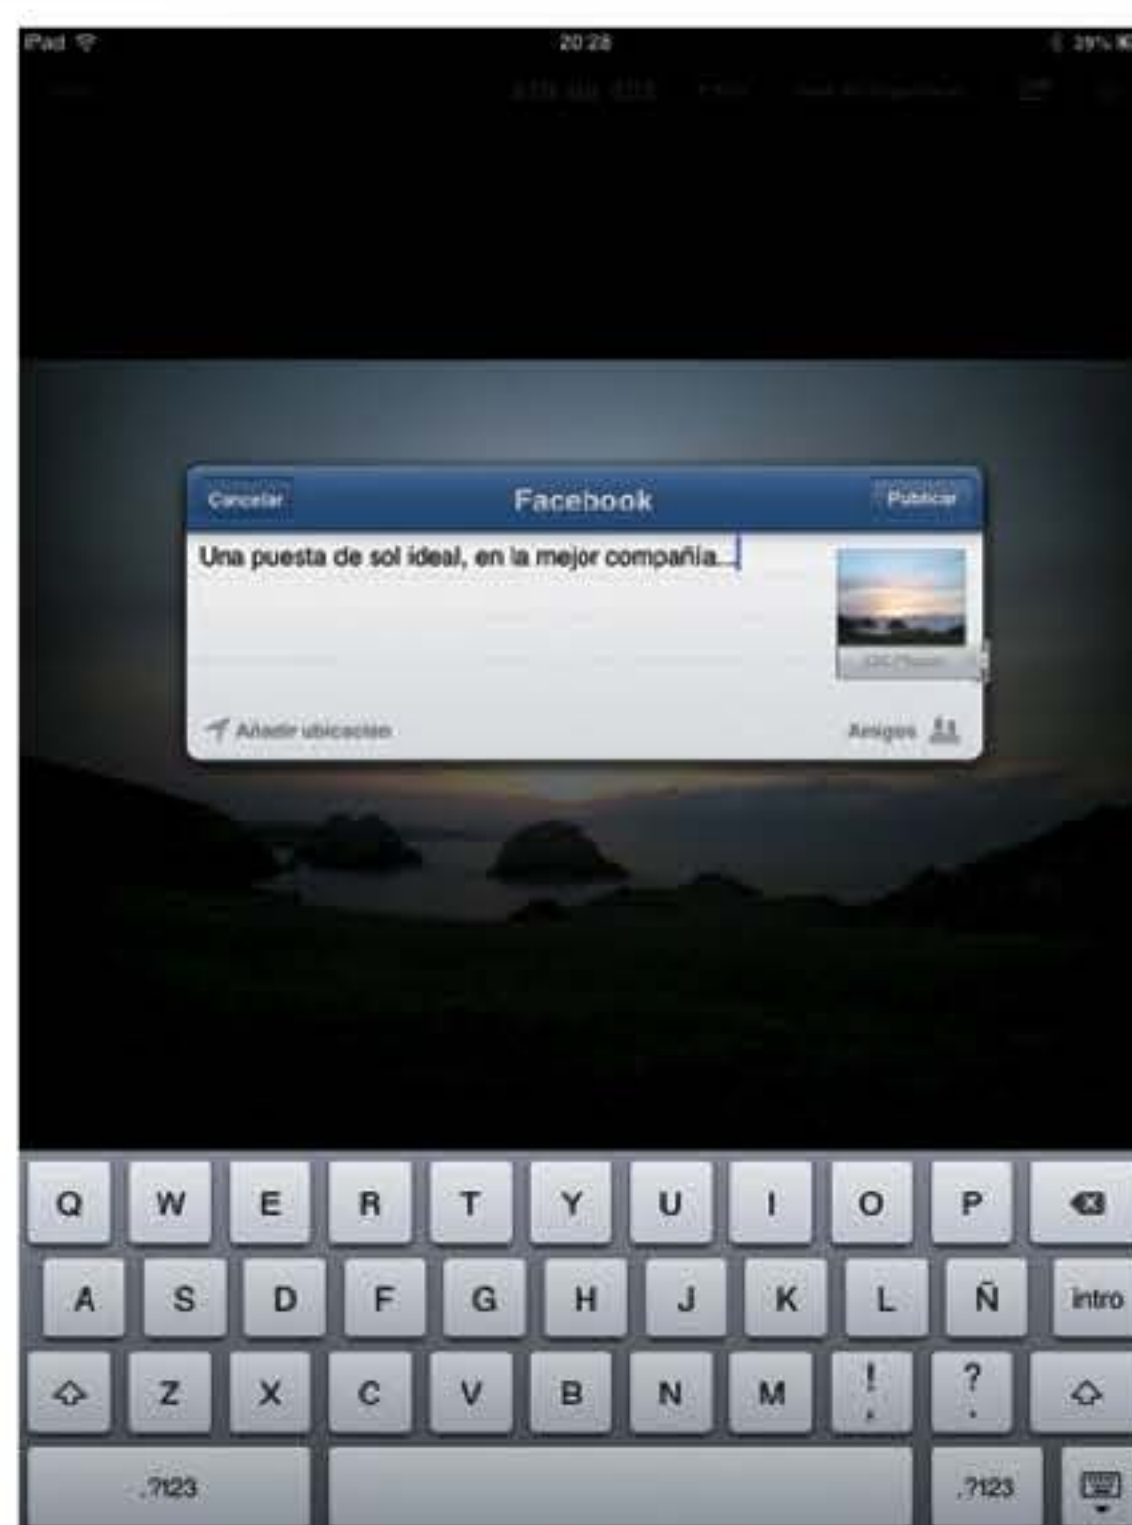 iPad 20:28 29%
Cancelar Facebook Publicar
Una puesta de sol ideal, en la mejor compañía...
Añadir ubicación Amigos
Q W E R T Y U I O P
A S D F G H J K L Ñ intro
Z X C V B N M ! , ? .
.?123 .?123